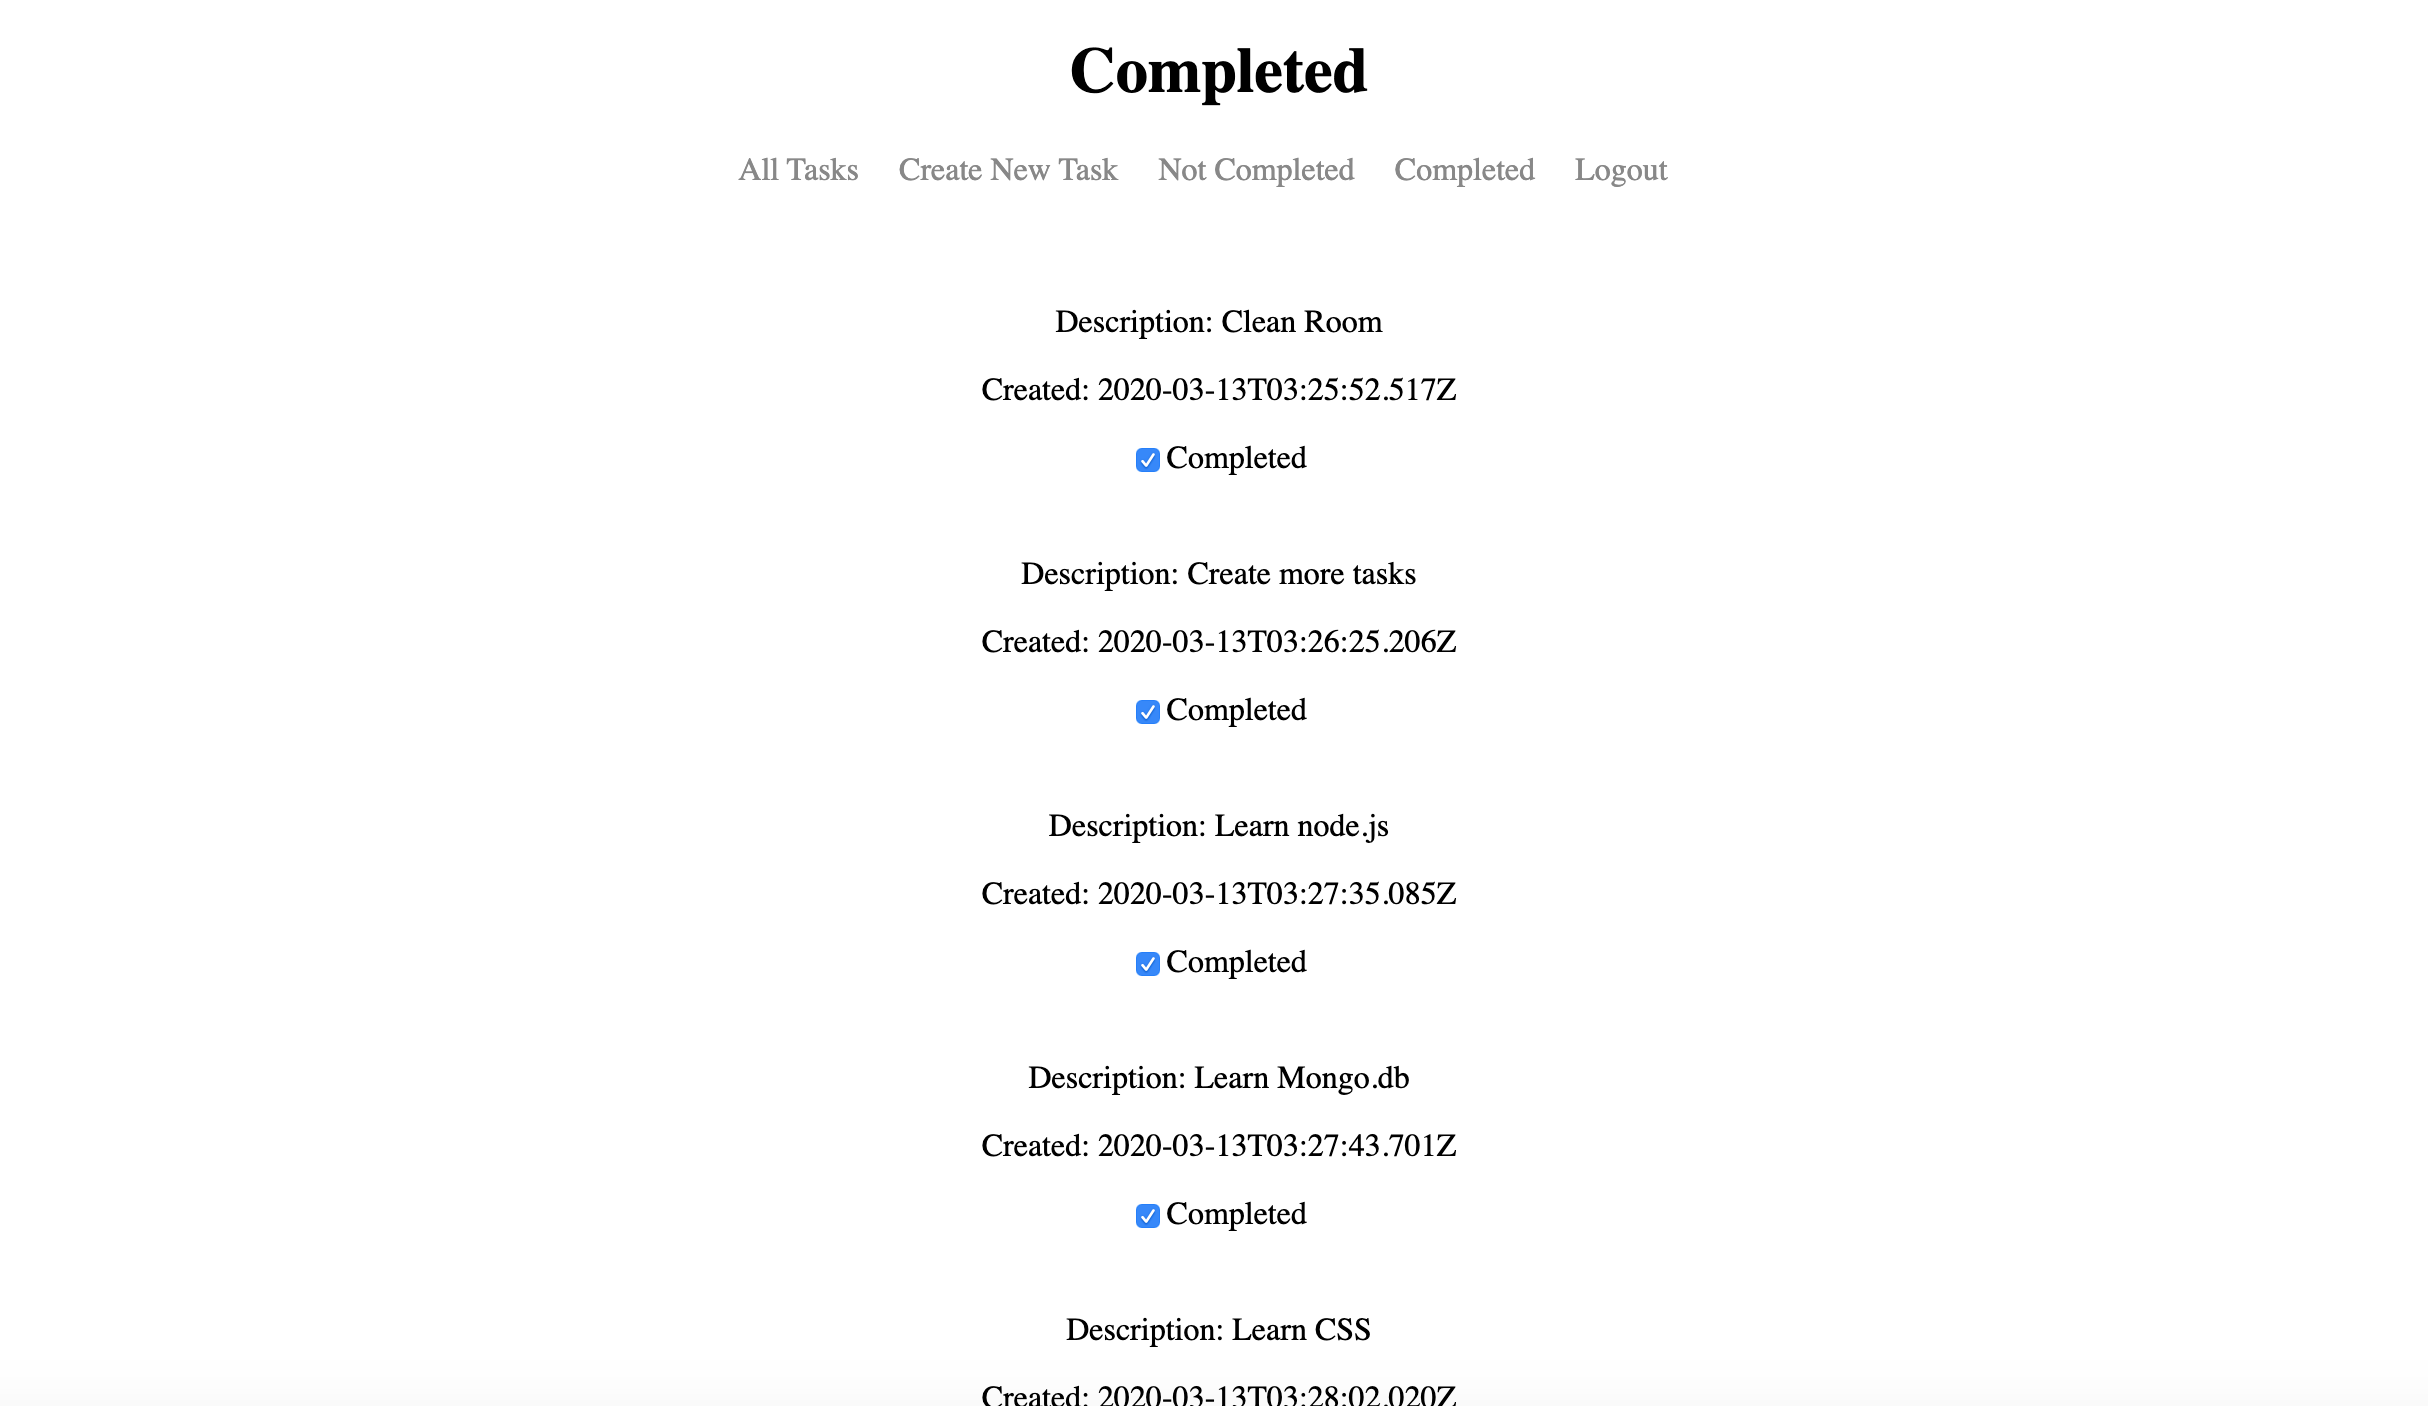 Completed
All Tasks Create New Task Not Completed Completed Logout
Description: Clean Room
Created: 2020-03-13T03:25:52.517Z
Completed
Description: Create more tasks
Created: 2020-03-13T03:26:25.206Z
Completed
Description: Learn node.js
Created: 2020-03-13T03:27:35.085Z
Completed
Description: Learn Mongo.db
Created: 2020-03-13T03:27:43.701Z
Completed
Description: Learn CSS
Created: 2020-03-13T03:28:02.020Z